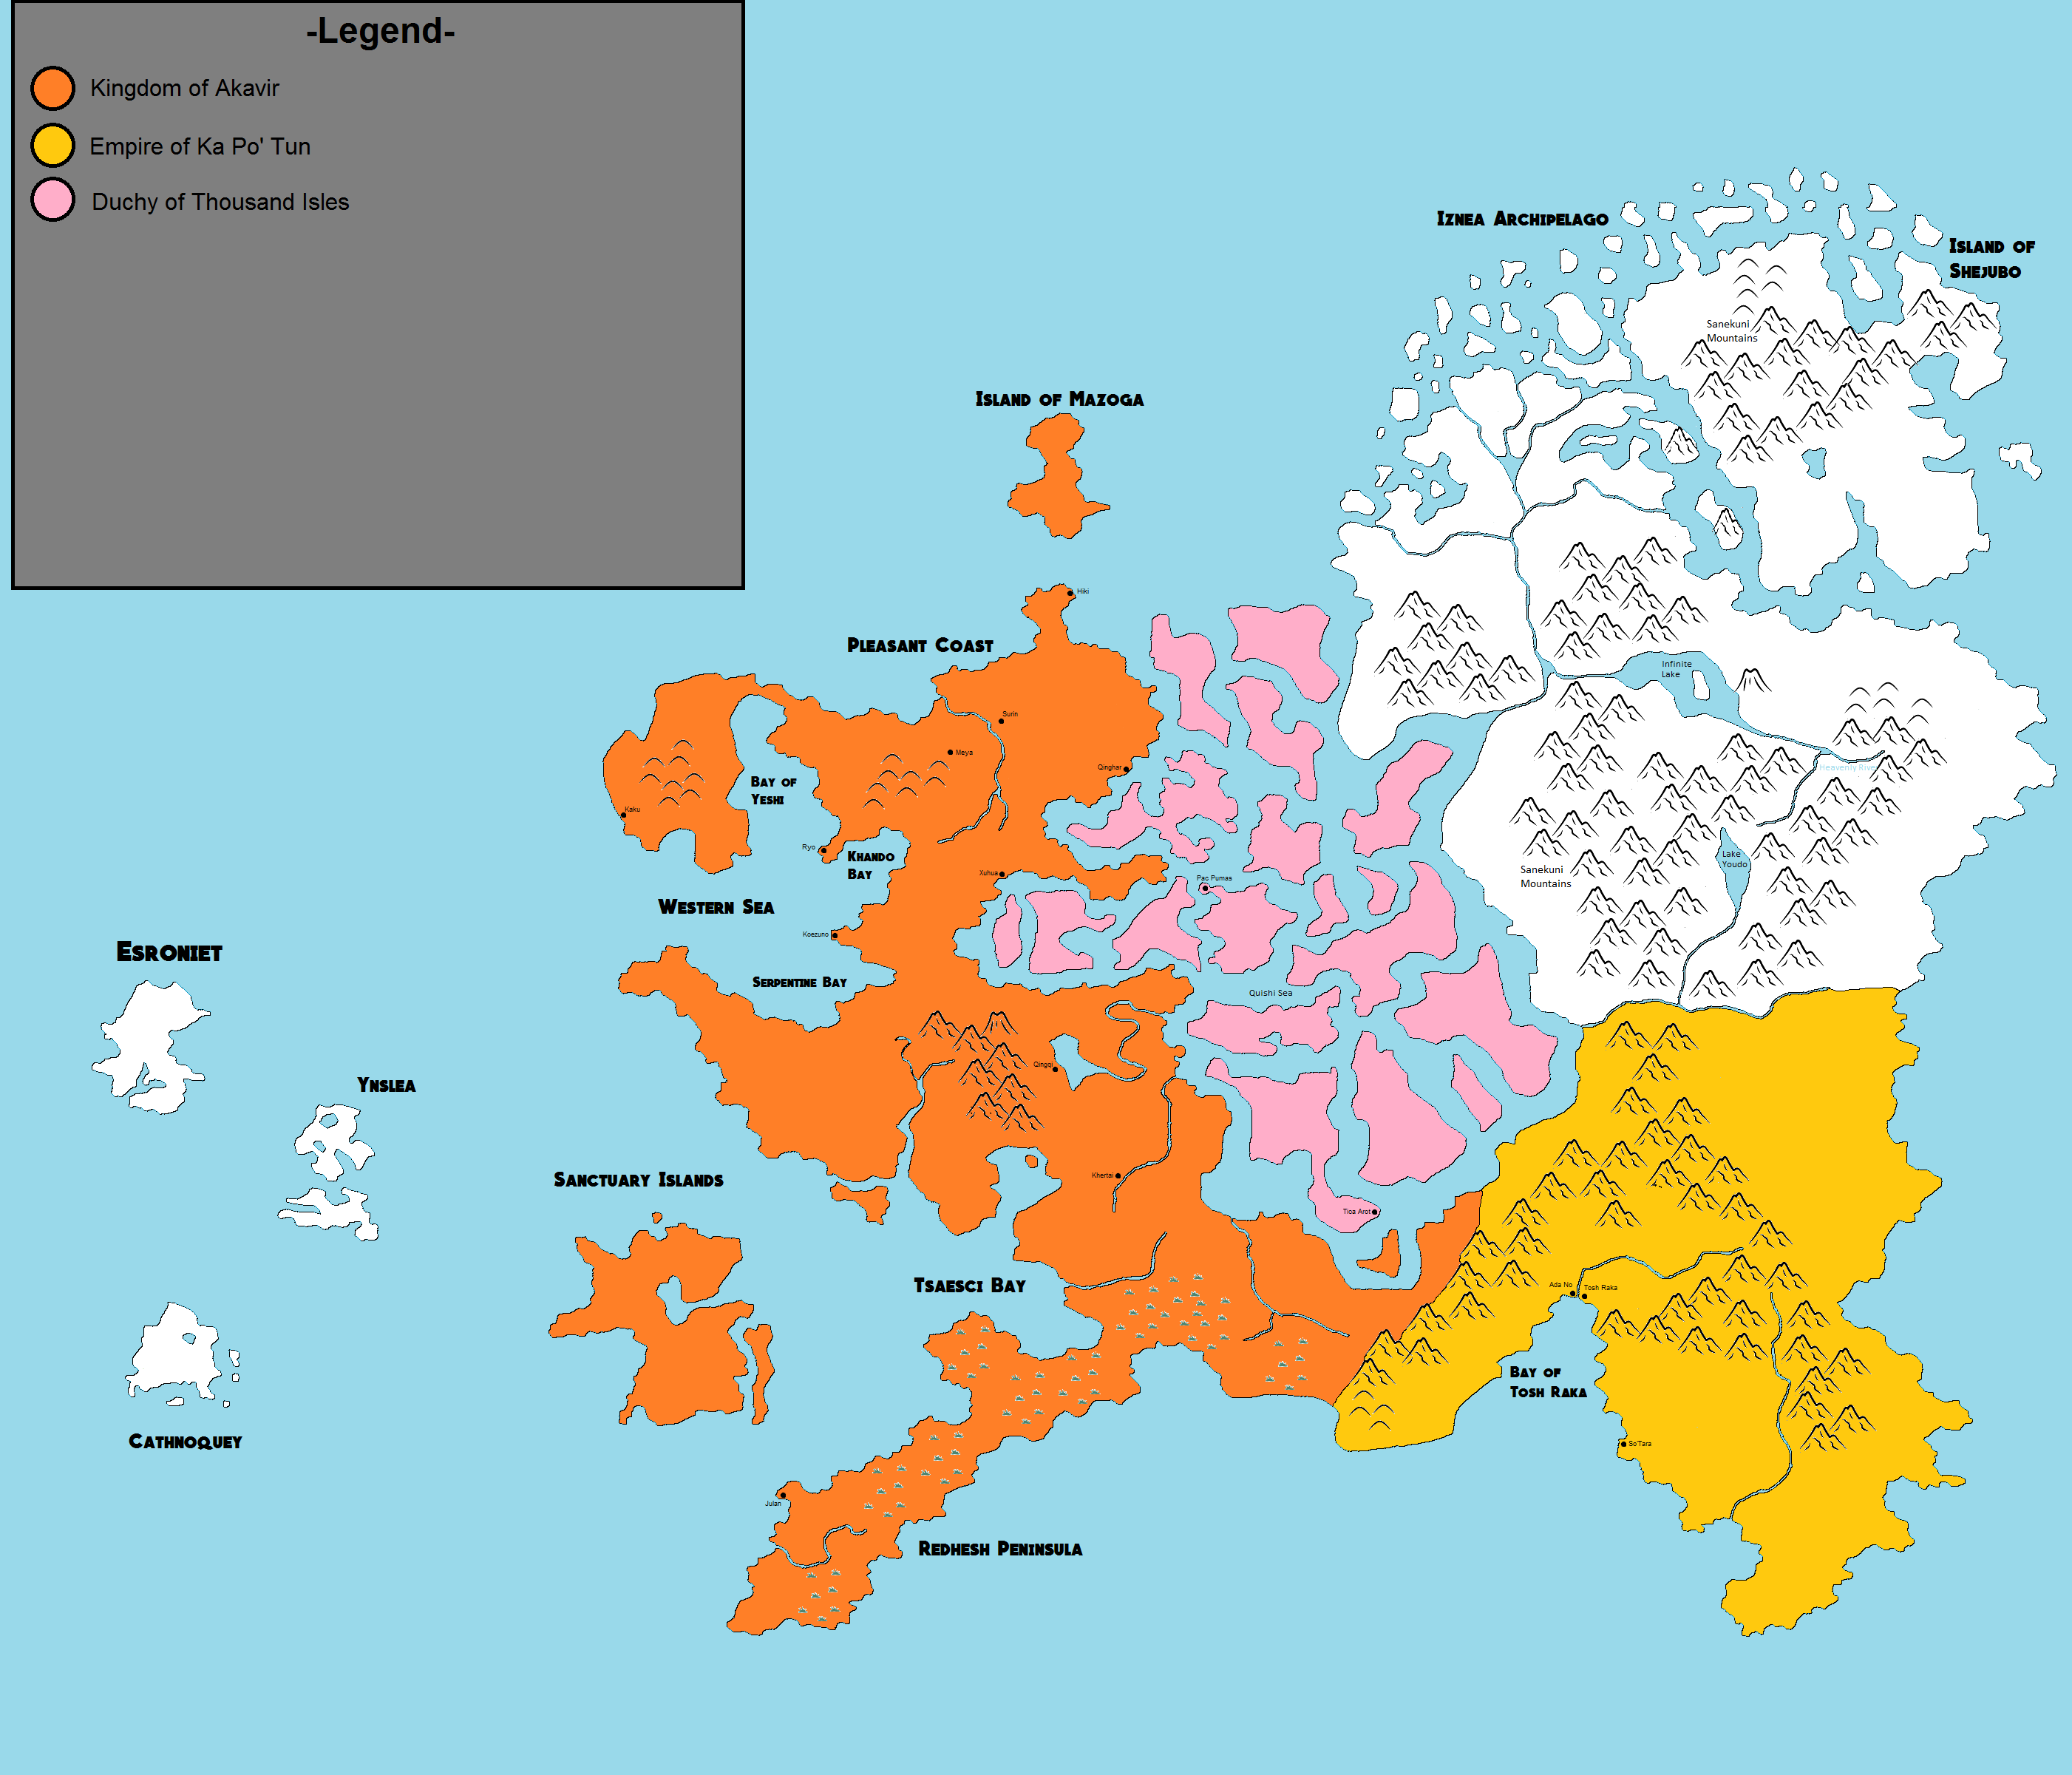 -Legend-
Kingdom of Akavir
Empire of Ka Po' Tun
Duchy of Thousand Isles
Iznea Archipelago
Island of
Shejubo
Sanekuni
Mountains
Island of Mazoga
Hiki
Pleasant Coast
Infinite
Lake
Surin
Meya
Qinghar
Heavenly River
Bay of
Yeshi
Kaku
Ryo
Khando
Bay
Lake
Youdo
Sanekuni
Mountains
Xuhua
Pao Pumas
Western Sea
Koezuno
Esroniet
Serpentine Bay
Quishi Sea
Qingqi
Ynslea
Khertai
Sanctuary Islands
Tica Arot
Tsaesci Bay
Ada No
Tosh Raka
Bay of
Tosh Raka
Cathnoquey
So'Tara
Julan
Redhesh Peninsula